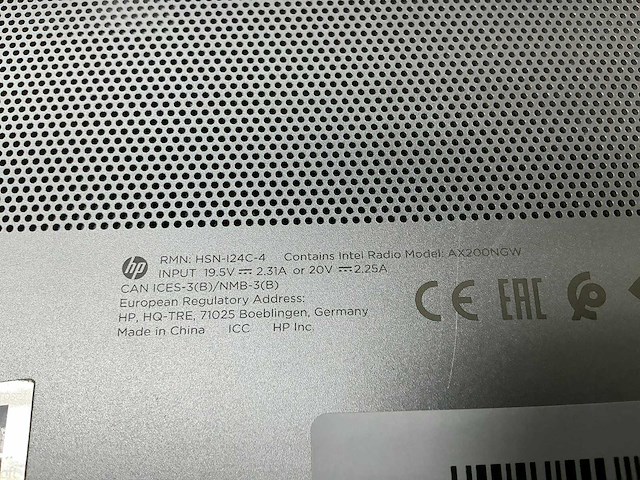 hp RMN: HSN-I24C-4 Contains Intel Radio Model: AX200NGW
INPUT 19.5V⎓2.31A or 20V⎓2.25A
CAN ICES-3(B)/NMB-3(B)
European Regulatory Address:
HP, HQ-TRE, 71025 Boeblingen, Germany
Made in China ICC HP Inc.
CE EAC